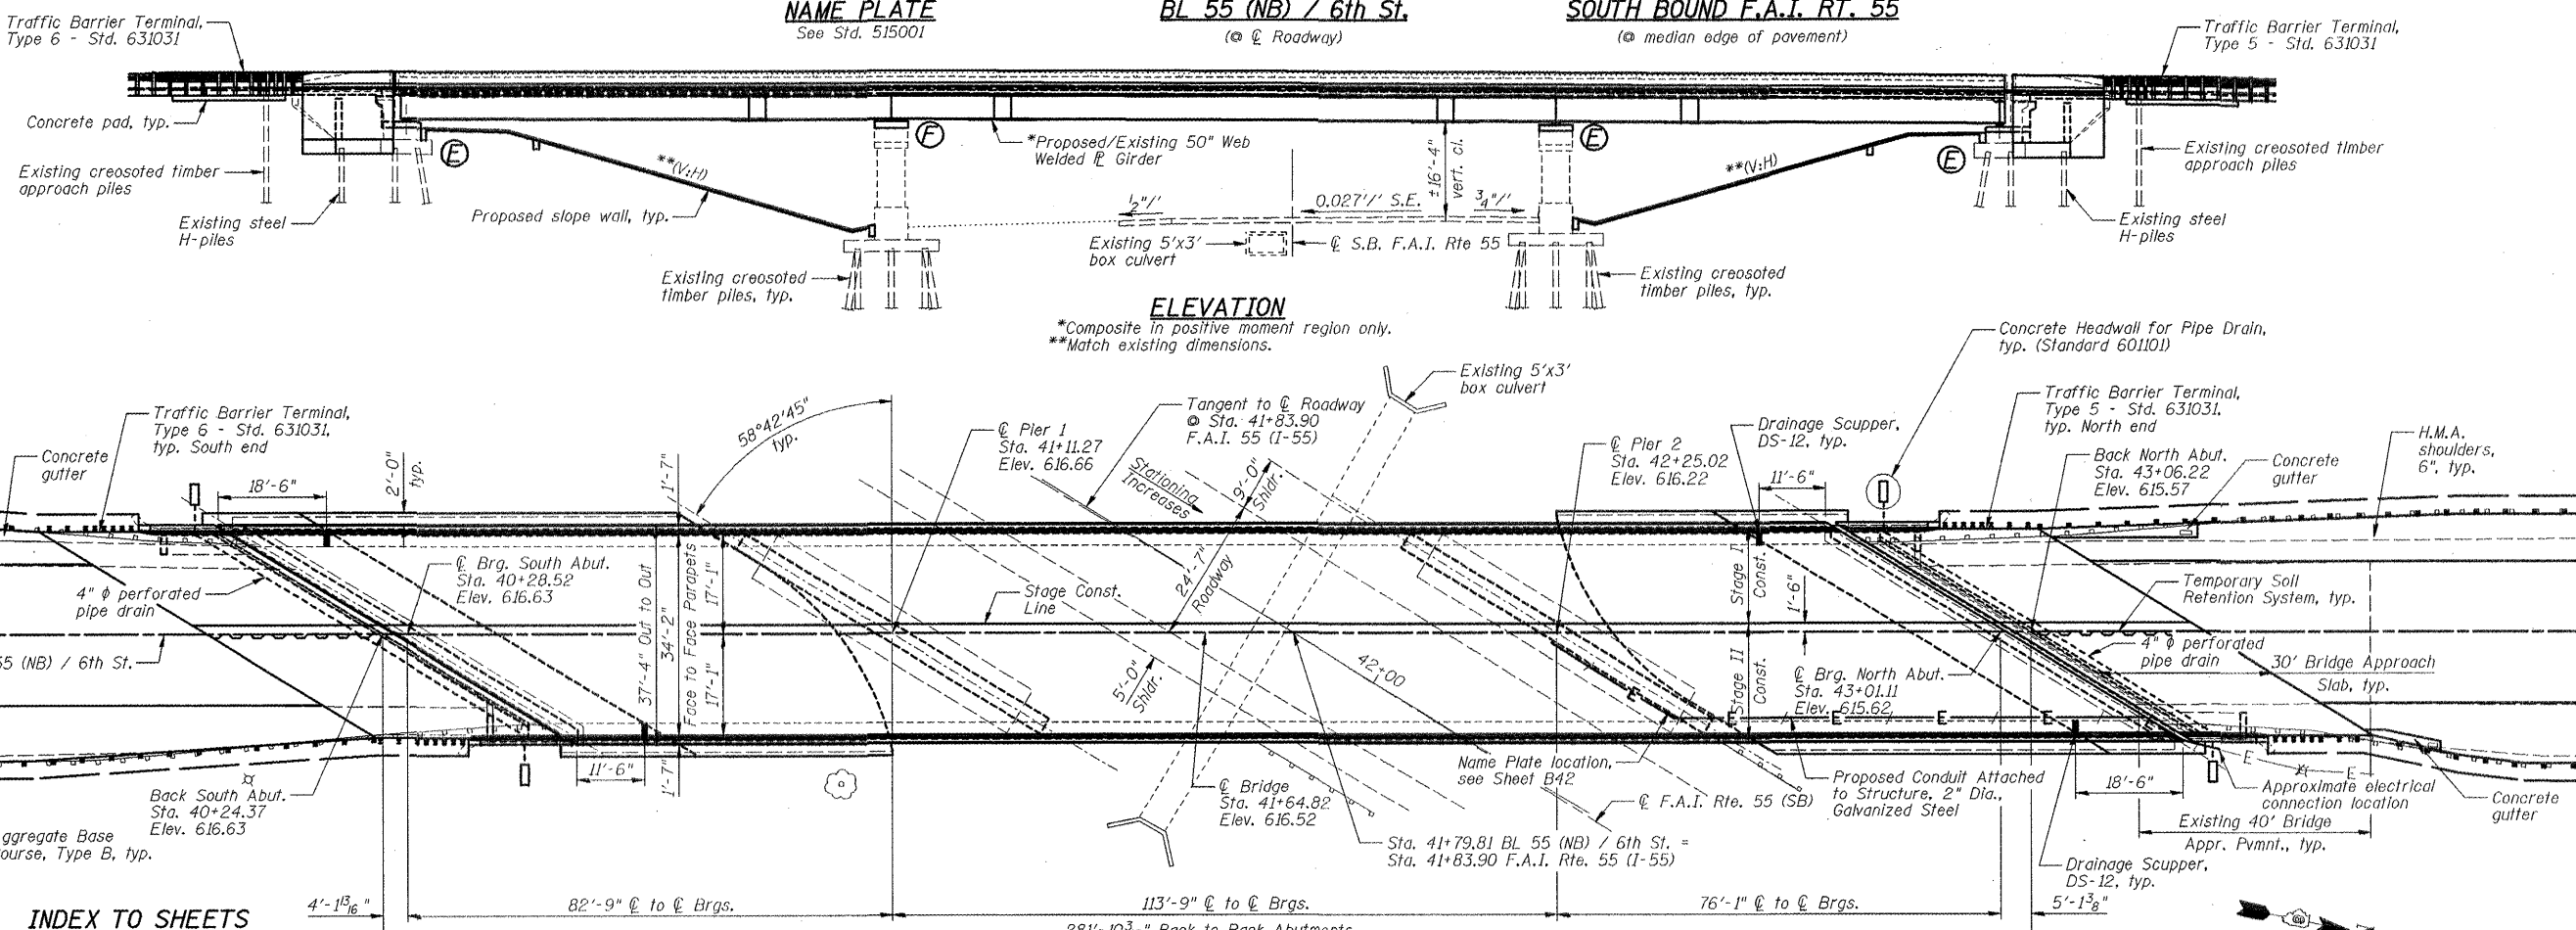 NAME PLATE
See Std. 515001
BL 55 (NB) / 6th St.
(@ ℄ Roadway)
SOUTH BOUND F.A.I. RT. 55
(@ median edge of pavement)
Traffic Barrier Terminal,
Type 6 - Std. 631031
Traffic Barrier Terminal,
Type 5 - Std. 631031
Concrete pad, typ.
Existing creosoted timber
approach piles
Existing steel
H-piles
E
**(V:H)
Proposed slope wall, typ.
F
*Proposed/Existing 50" Web
Welded ℙ Girder
Existing creosoted
timber piles, typ.
1/2"/'
0.027'/' S.E.
3/4"/'
±16'-4"
vert. cl.
Existing 5'x3'
box culvert
℄ S.B. F.A.I. Rte 55
E
**(V:H)
E
Existing creosoted
timber piles, typ.
Existing creosoted timber
approach piles
Existing steel
H-piles
ELEVATION
*Composite in positive moment region only.
**Match existing dimensions.
Concrete gutter
Traffic Barrier Terminal,
Type 6 - Std. 631031,
typ. South end
18'-6"
2'-0"
typ.
1'-7"
58°42'45"
typ.
℄ Pier 1
Sta. 41+11.27
Elev. 616.66
Tangent to ℄ Roadway
@ Sta. 41+83.90
F.A.I. 55 (I-55)
Stationing
Increases
9'-0"
Shldr.
24'-7"
Roadway
5'-0"
Shldr.
Existing 5'x3'
box culvert
℄ Pier 2
Sta. 42+25.02
Elev. 616.22
Drainage Scupper,
DS-12, typ.
11'-6"
Concrete Headwall for Pipe Drain,
typ. (Standard 601101)
Traffic Barrier Terminal,
Type 5 - Std. 631031,
typ. North end
Back North Abut.
Sta. 43+06.22
Elev. 615.57
Concrete
gutter
H.M.A.
shoulders,
6", typ.
4" ϕ perforated
pipe drain
℄ Brg. South Abut.
Sta. 40+28.52
Elev. 616.63
37'-4" Out to Out
34'-2"
Face to Face Parapets
17'-1"
17'-1"
Stage Const.
Line
42+00
Stage I
Const.
1'-6"
Stage II
Const.
Temporary Soil
Retention System, typ.
4" ϕ perforated
pipe drain
30' Bridge Approach
Slab, typ.
55 (NB) / 6th St.
℄ Brg. North Abut.
Sta. 43+01.11
Elev. 615.62
E
E
E
E
E
E
E
E
11'-6"
1'-7"
Back South Abut.
Sta. 40+24.37
Elev. 616.63
ggregate Base
ourse, Type B, typ.
℄ Bridge
Sta. 41+64.82
Elev. 616.52
Name Plate location,
see Sheet B42
℄ F.A.I. Rte. 55 (SB)
Sta. 41+79.81 BL 55 (NB) / 6th St. =
Sta. 41+83.90 F.A.I. Rte. 55 (I-55)
Proposed Conduit Attached
to Structure, 2" Dia.,
Galvanized Steel
18'-6"
Approximate electrical
connection location
Existing 40' Bridge
Appr. Pvmnt., typ.
Concrete
gutter
Drainage Scupper,
DS-12, typ.
INDEX TO SHEETS
4'-1 13/16"
82'-9" ℄ to ℄ Brgs.
113'-9" ℄ to ℄ Brgs.
76'-1" ℄ to ℄ Brgs.
5'-1 3/8"
Back to Back Abutments